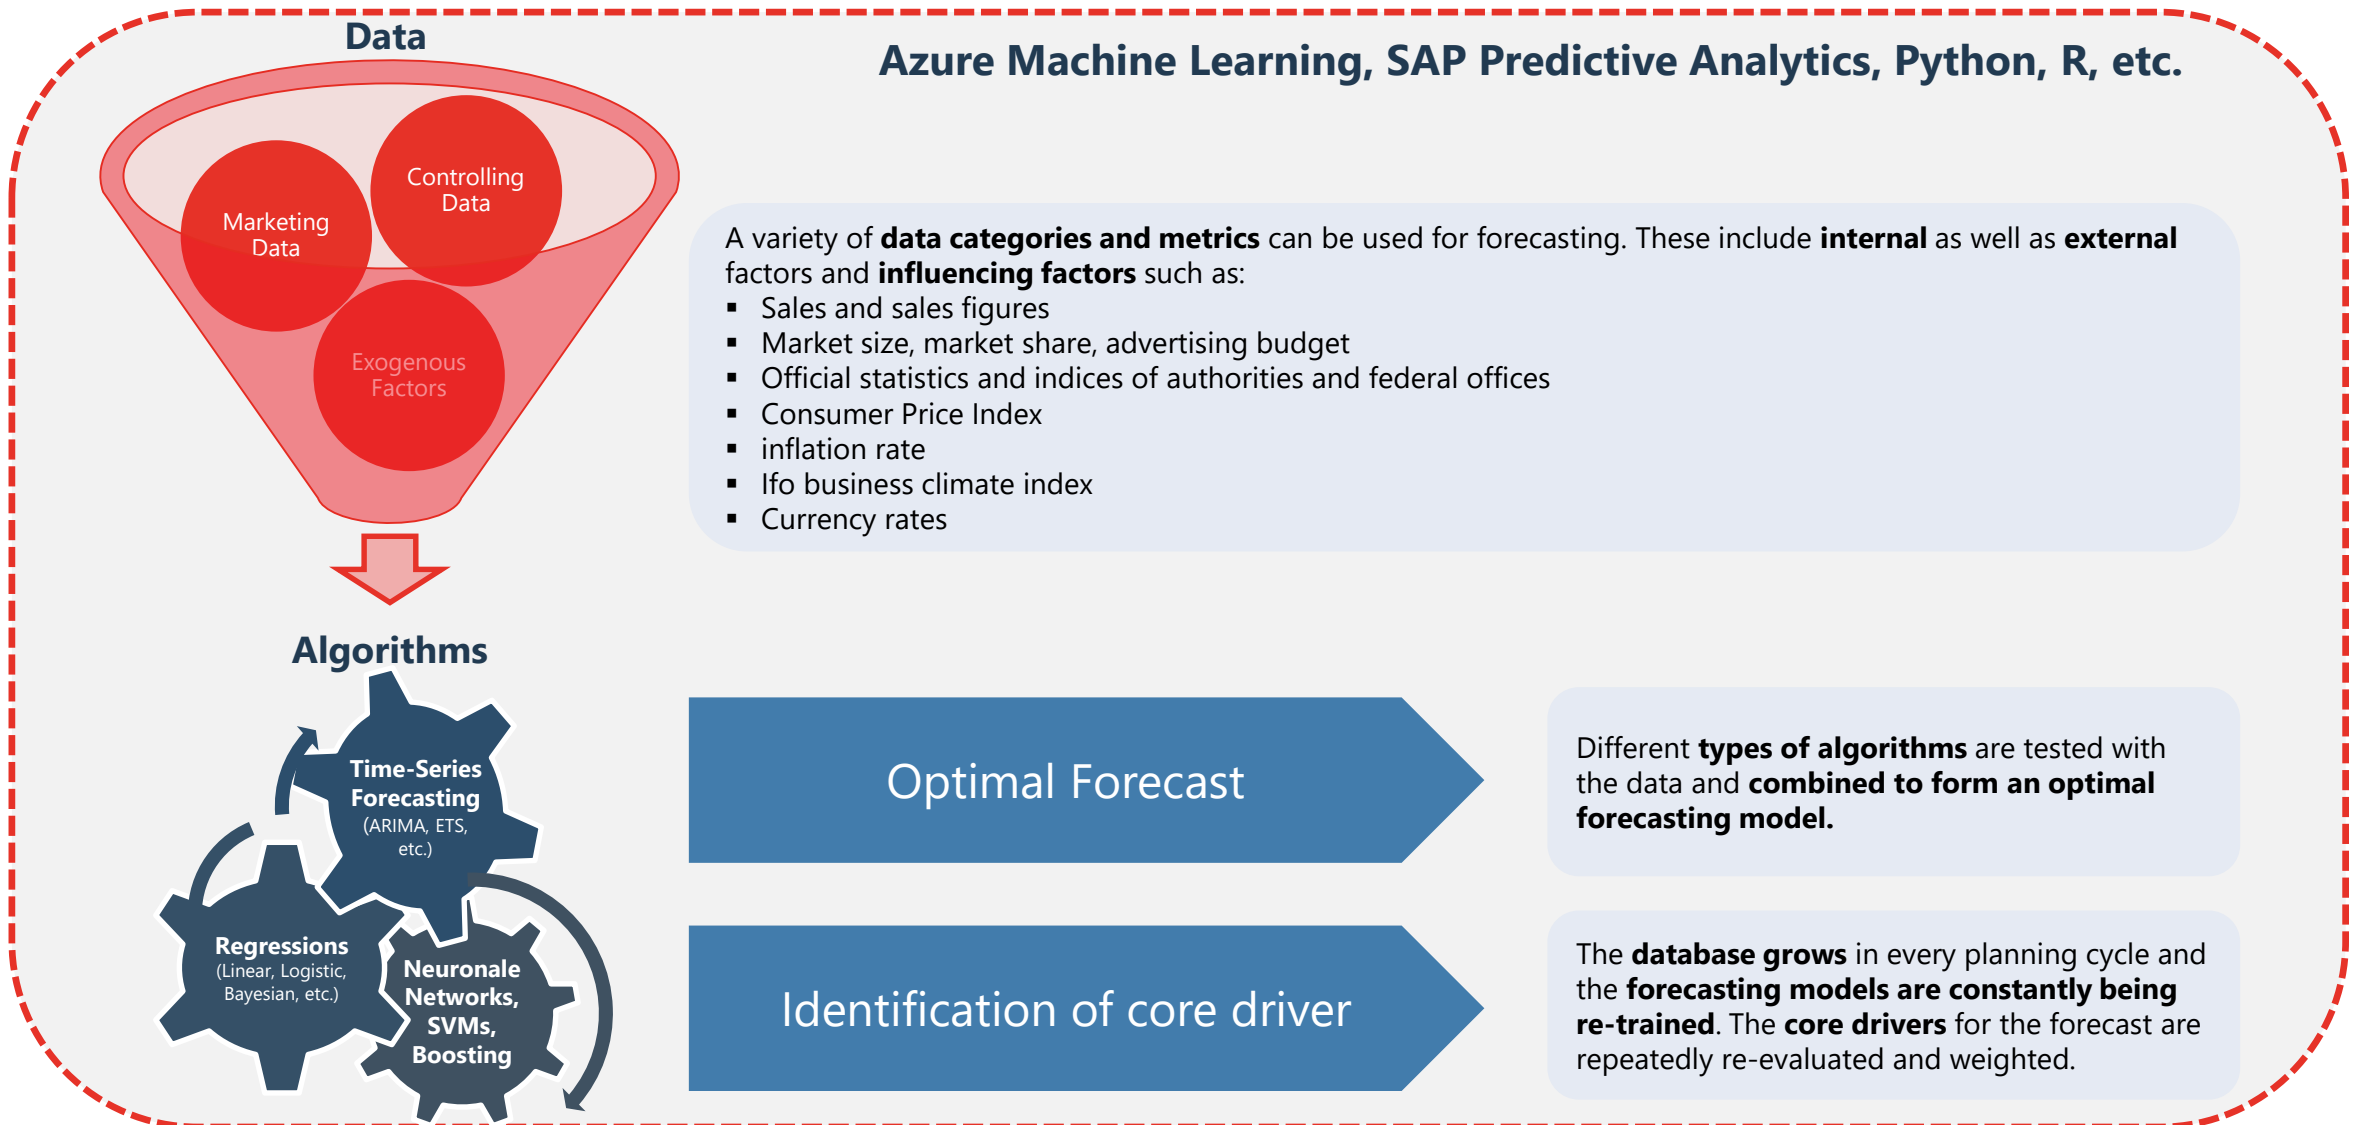 Data
Azure Machine Learning, SAP Predictive Analytics, Python, R, etc.
Controlling
Data
Marketing
Data
Exogenous
Factors
A variety of data categories and metrics can be used for forecasting. These include internal as well as external
factors and influencing factors such as:
▪ Sales and sales figures
▪ Market size, market share, advertising budget
▪ Official statistics and indices of authorities and federal offices
▪ Consumer Price Index
▪ inflation rate
▪ Ifo business climate index
▪ Currency rates
Algorithms
Time-Series
Forecasting
(ARIMA, ETS,
etc.)
Regressions
(Linear, Logistic,
Bayesian, etc.)
Neuronale
Networks,
SVMs,
Boosting
Optimal Forecast
Different types of algorithms are tested with
the data and combined to form an optimal
forecasting model.
Identification of core driver
The database grows in every planning cycle and
the forecasting models are constantly being
re-trained. The core drivers for the forecast are
repeatedly re-evaluated and weighted.